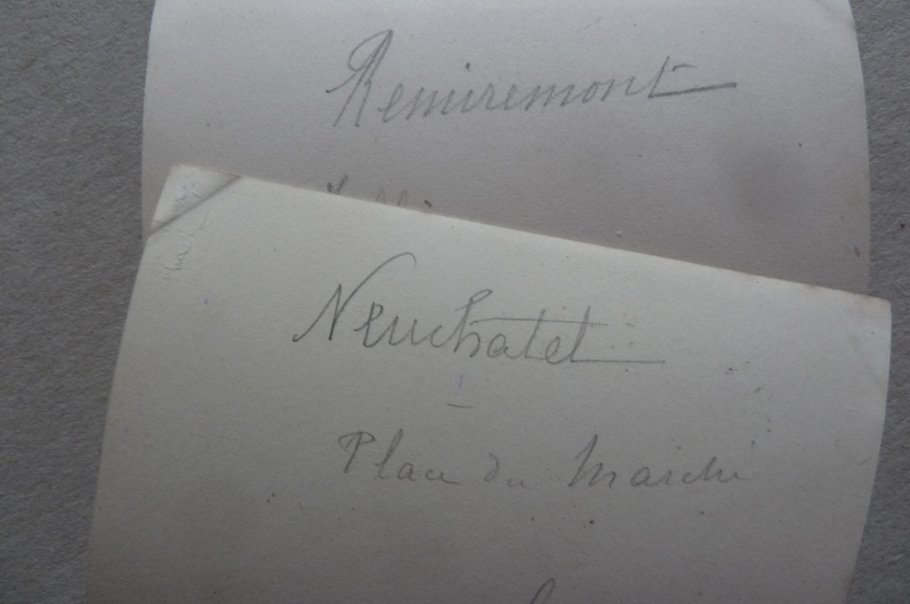 Remiremont
Neuchatel
Place du Marché